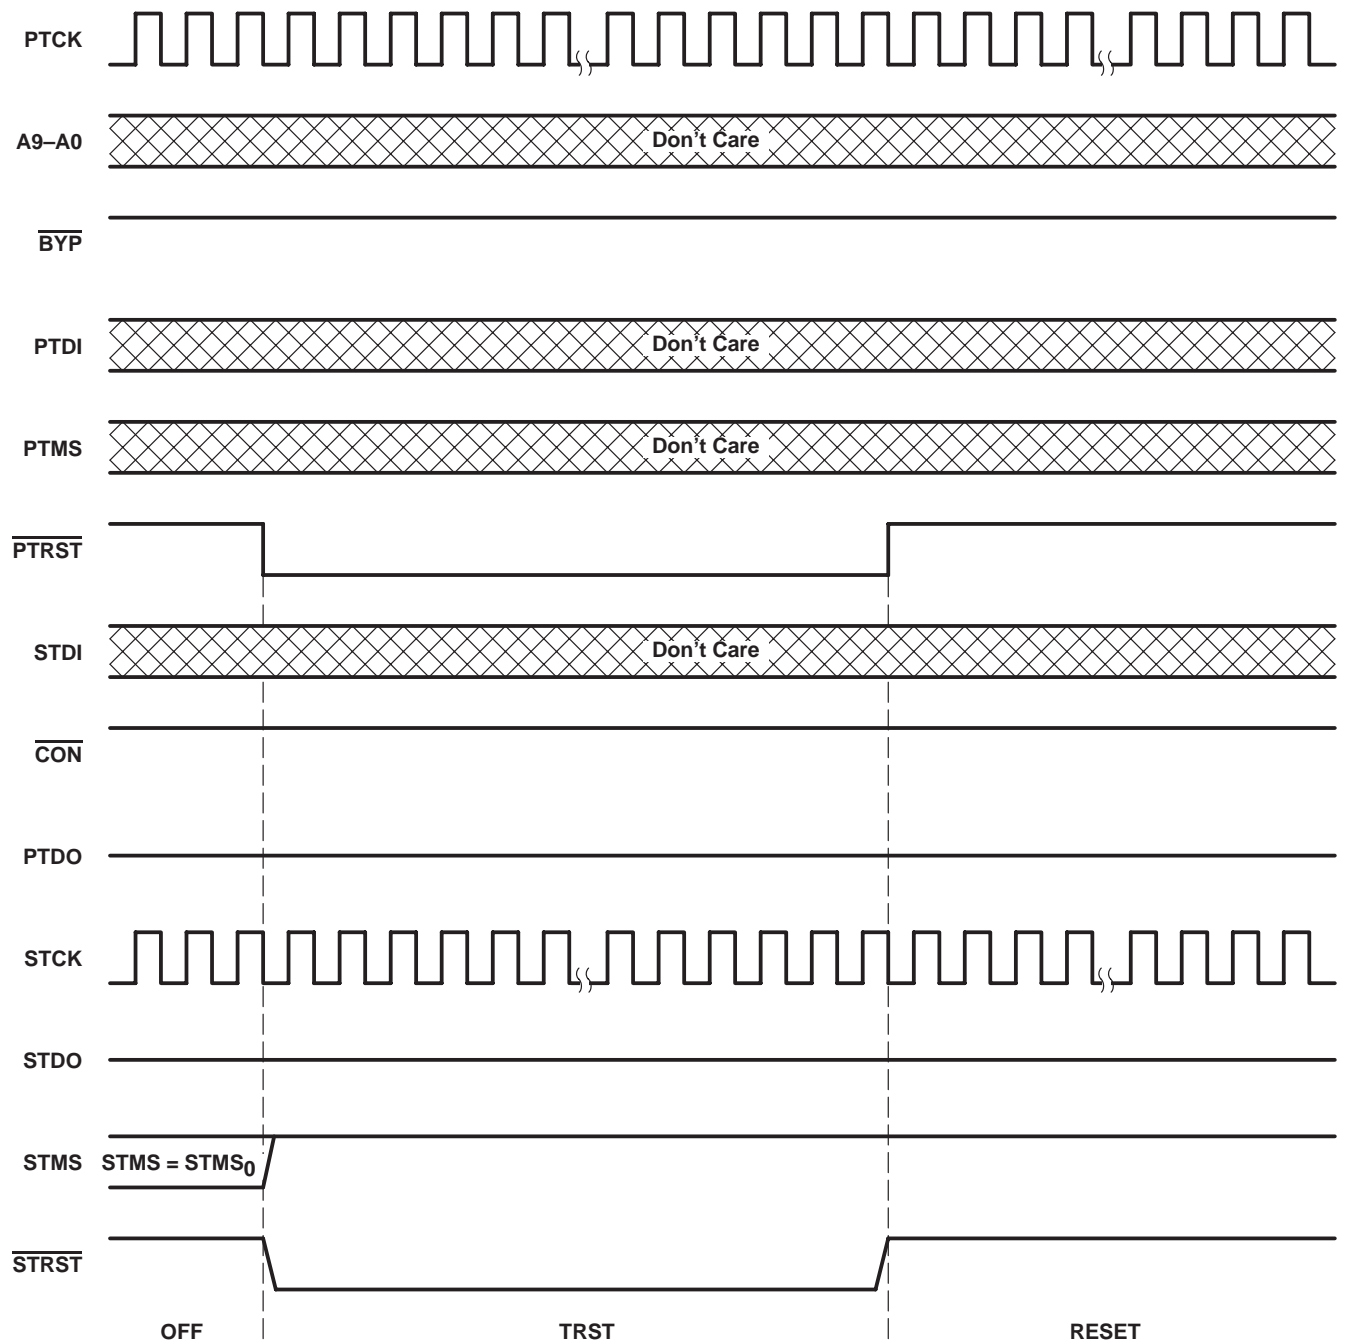 PTCK
A9–A0
Don't Care
BYP
PTDI
Don't Care
PTMS
Don't Care
PTRST
STDI
Don't Care
CON
PTDO
STCK
STDO
STMS
STMS = STMS0
STRST
OFF
TRST
RESET